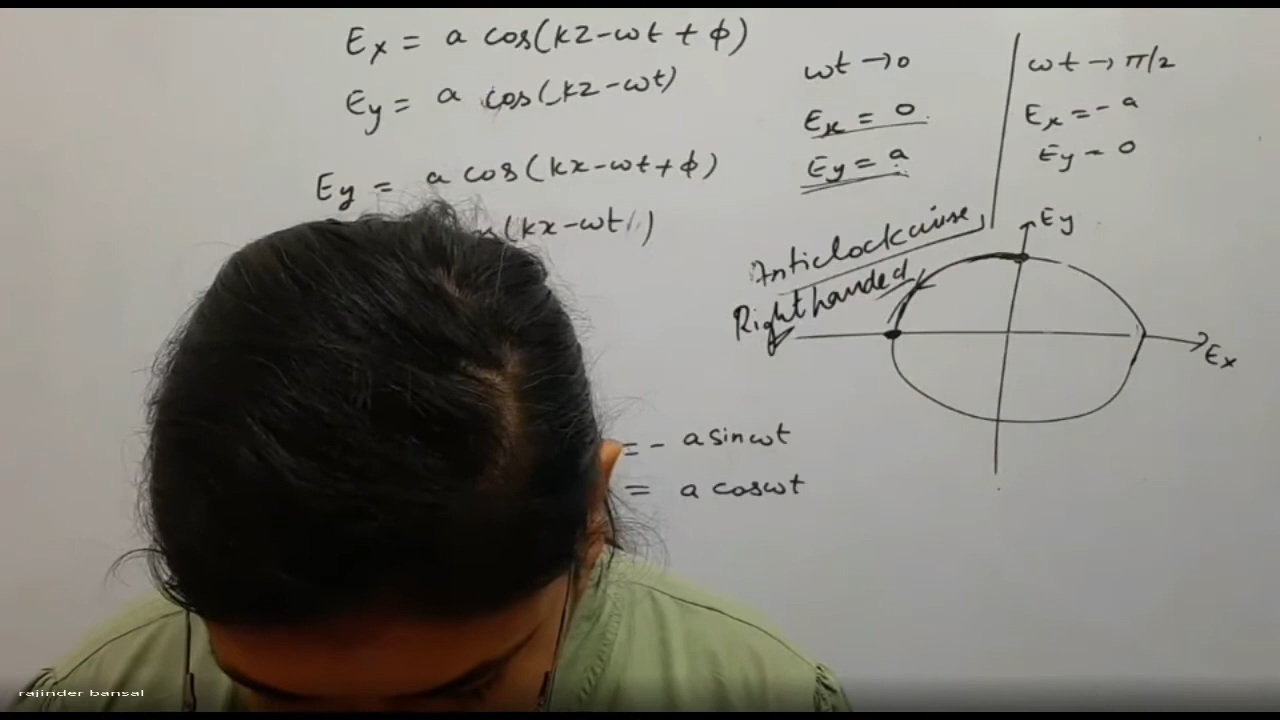 Ex = a cos(kz-ωt + ϕ)
Ey = a cos(kz-ωt)
Ey = a cos(kx-ωt+ϕ)
(kx-ωt )
= - a sinωt
= a cosωt
ωt → 0
Ex = 0
Ey = a
ωt → π/2
Ex = - a
Ey = 0
Anticlockwise
Right handed
Ey
Ex
rajinder bansal